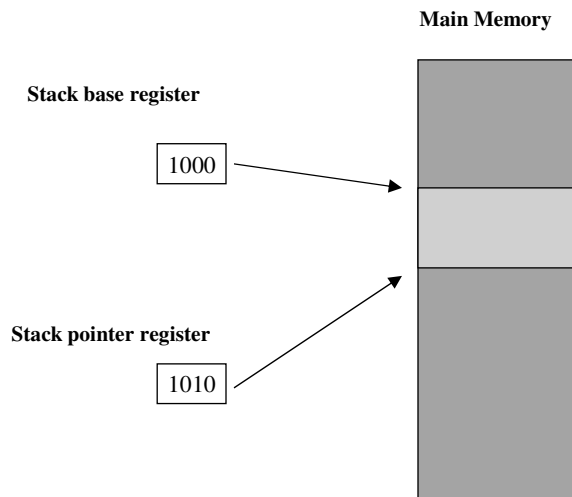 Main Memory
Stack base register
1000
Stack pointer register
1010